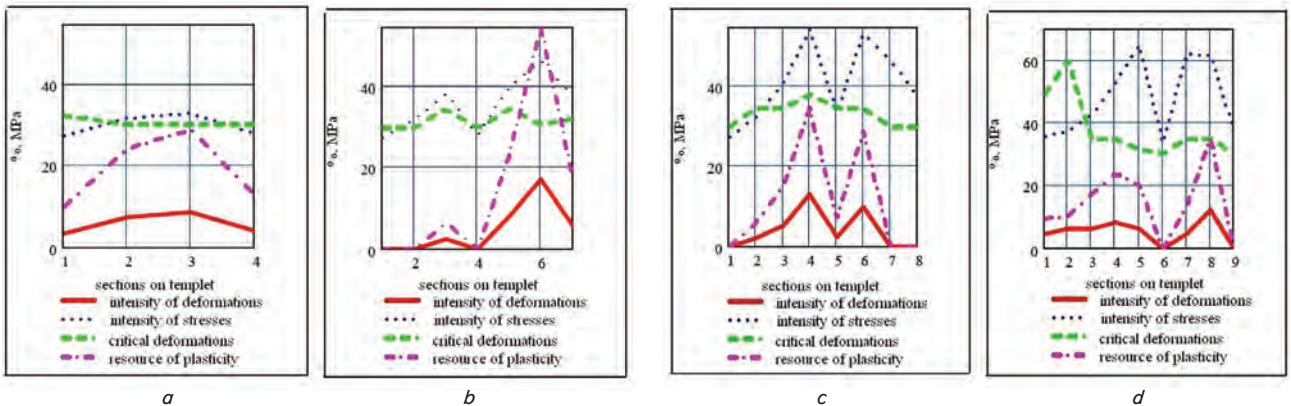 %, MPa
40
20
0
1 2 3 4
sections on templet
intensity of deformations
intensity of stresses
critical deformations
resource of plasticity
a
%, MPa
40
20
0
2 4 6
sections on templet
intensity of deformations
intensity of stresses
critical deformations
resource of plasticity
b
%, MPa
40
20
0
1 2 3 4 5 6 7 8
sections on templet
intensity of deformations
intensity of stresses
critical deformations
resource of plasticity
c
%, MPa
60
40
20
0
1 2 3 4 5 6 7 8 9
sections on templet
intensity of deformations
intensity of stresses
critical deformations
resource of plasticity
d